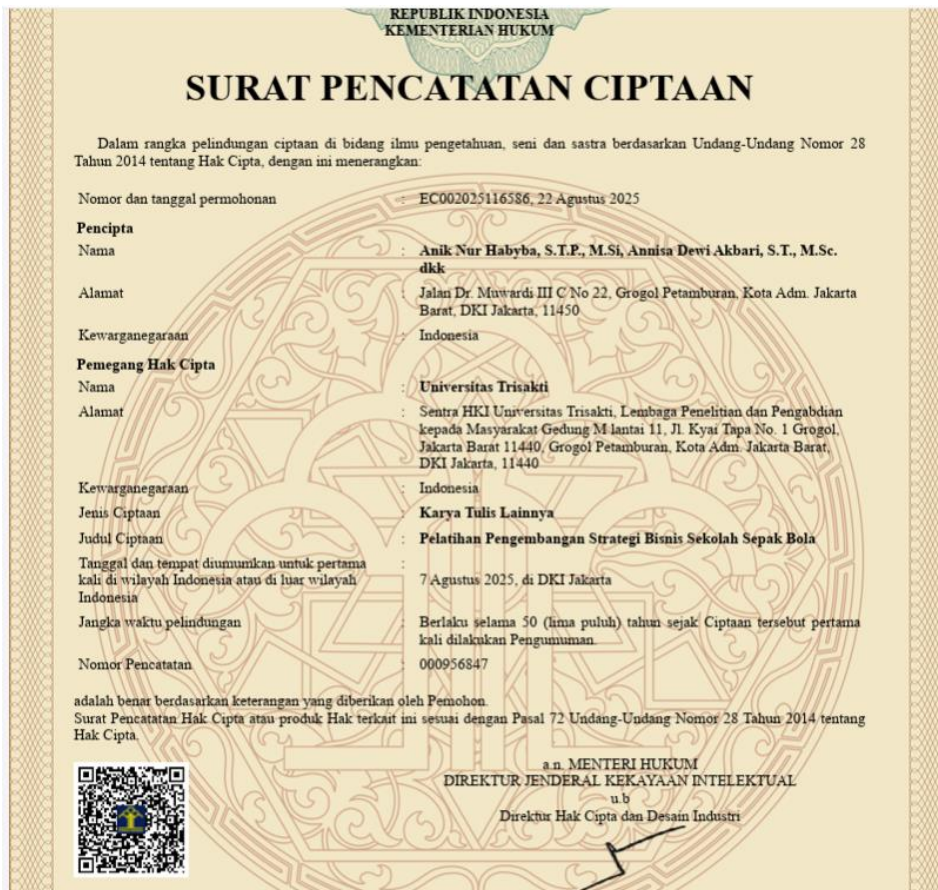 REPUBLIK INDONESIA
KEMENTERIAN HUKUM
SURAT PENCATATAN CIPTAAN
Dalam rangka pelindungan ciptaan di bidang ilmu pengetahuan, seni dan sastra berdasarkan Undang-Undang Nomor 28
Tahun 2014 tentang Hak Cipta, dengan ini menerangkan:
Nomor dan tanggal permohonan : EC002025116586, 22 Agustus 2025
Pencipta
Nama : Anik Nur Habyba, S.T.P., M.Si, Annisa Dewi Akbari, S.T., M.Sc.
dkk
Alamat : Jalan Dr. Muwardi III C No 22, Grogol Petamburan, Kota Adm. Jakarta
Barat, DKI Jakarta, 11450
Kewarganegaraan : Indonesia
Pemegang Hak Cipta
Nama : Universitas Trisakti
Alamat : Sentra HKI Universitas Trisakti, Lembaga Penelitian dan Pengabdian
kepada Masyarakat Gedung M lantai 11, Jl. Kyai Tapa No. 1 Grogol,
Jakarta Barat 11440, Grogol Petamburan, Kota Adm. Jakarta Barat,
DKI Jakarta, 11440
Kewarganegaraan : Indonesia
Jenis Ciptaan : Karya Tulis Lainnya
Judul Ciptaan : Pelatihan Pengembangan Strategi Bisnis Sekolah Sepak Bola
Tanggal dan tempat diumumkan untuk pertama :
kali di wilayah Indonesia atau di luar wilayah 7 Agustus 2025, di DKI Jakarta
Indonesia
Jangka waktu pelindungan : Berlaku selama 50 (lima puluh) tahun sejak Ciptaan tersebut pertama
kali dilakukan Pengumuman.
Nomor Pencatatan : 000956847
adalah benar berdasarkan keterangan yang diberikan oleh Pemohon.
Surat Pencatatan Hak Cipta atau produk Hak terkait ini sesuai dengan Pasal 72 Undang-Undang Nomor 28 Tahun 2014 tentang
Hak Cipta.
a.n. MENTERI HUKUM
DIREKTUR JENDERAL KEKAYAAN INTELEKTUAL
u.b
Direktur Hak Cipta dan Desain Industri